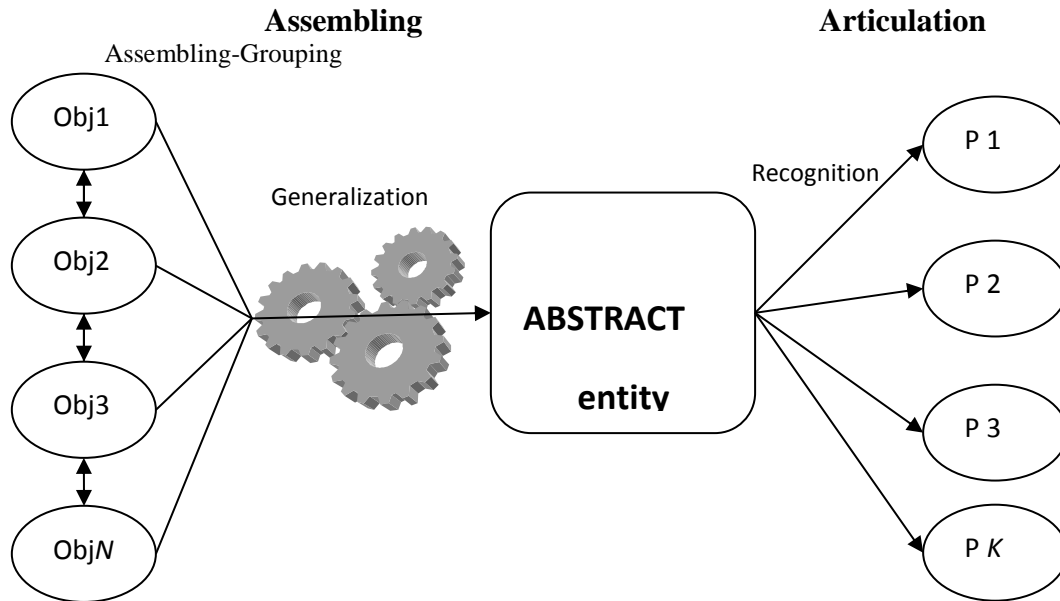 Assembling
Articulation
Assembling-Grouping
Obj1
Obj2
Obj3
ObjN
Generalization
ABSTRACT
entity
Recognition
P 1
P 2
P 3
P K